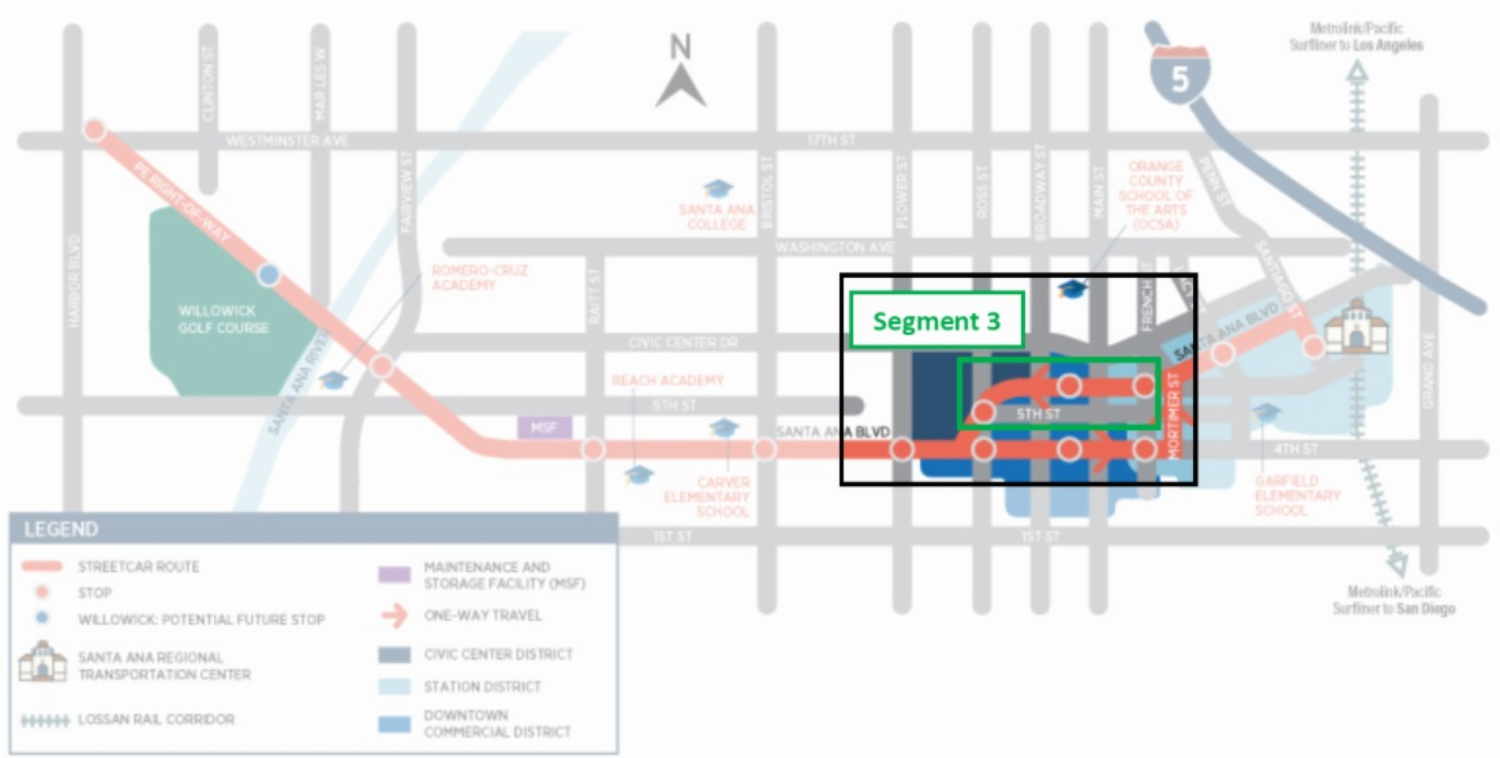 Metrolink/Pacific
Surfliner to Los Angeles
N
5
CLINTON ST
WESTMINSTER AVE
17TH ST
PE RIGHT-OF-WAY
FAIRVIEW ST
BRISTOL ST
FLOWER ST
ROSS ST
BROADWAY ST
MAIN ST
PENN ST
ORANGE
COUNTY
SCHOOL OF
THE ARTS
(OCSA)
SANTA ANA
COLLEGE
WASHINGTON AVE
HARBOR BLVD
ROMERO-CRUZ
ACADEMY
RAITT ST
FRENCH ST
SANTIAGO ST
WILLOWICK
GOLF COURSE
Segment 3
SANTA ANA BLVD
CIVIC CENTER DR
SANTA ANA RIVER
REACH ACADEMY
GRAND AVE
5TH ST
5TH ST
MORTIMER ST
MSF
SANTA ANA BLVD
4TH ST
CARVER
ELEMENTARY
SCHOOL
GARFIELD
ELEMENTARY
SCHOOL
1ST ST
1ST ST
Metrolink/Pacific
Surfliner to San Diego
LEGEND
STREETCAR ROUTE
STOP
WILLOWICK: POTENTIAL FUTURE STOP
SANTA ANA REGIONAL
TRANSPORTATION CENTER
LOSSAN RAIL CORRIDOR
MAINTENANCE AND
STORAGE FACILITY (MSF)
ONE-WAY TRAVEL
CIVIC CENTER DISTRICT
STATION DISTRICT
DOWNTOWN
COMMERCIAL DISTRICT